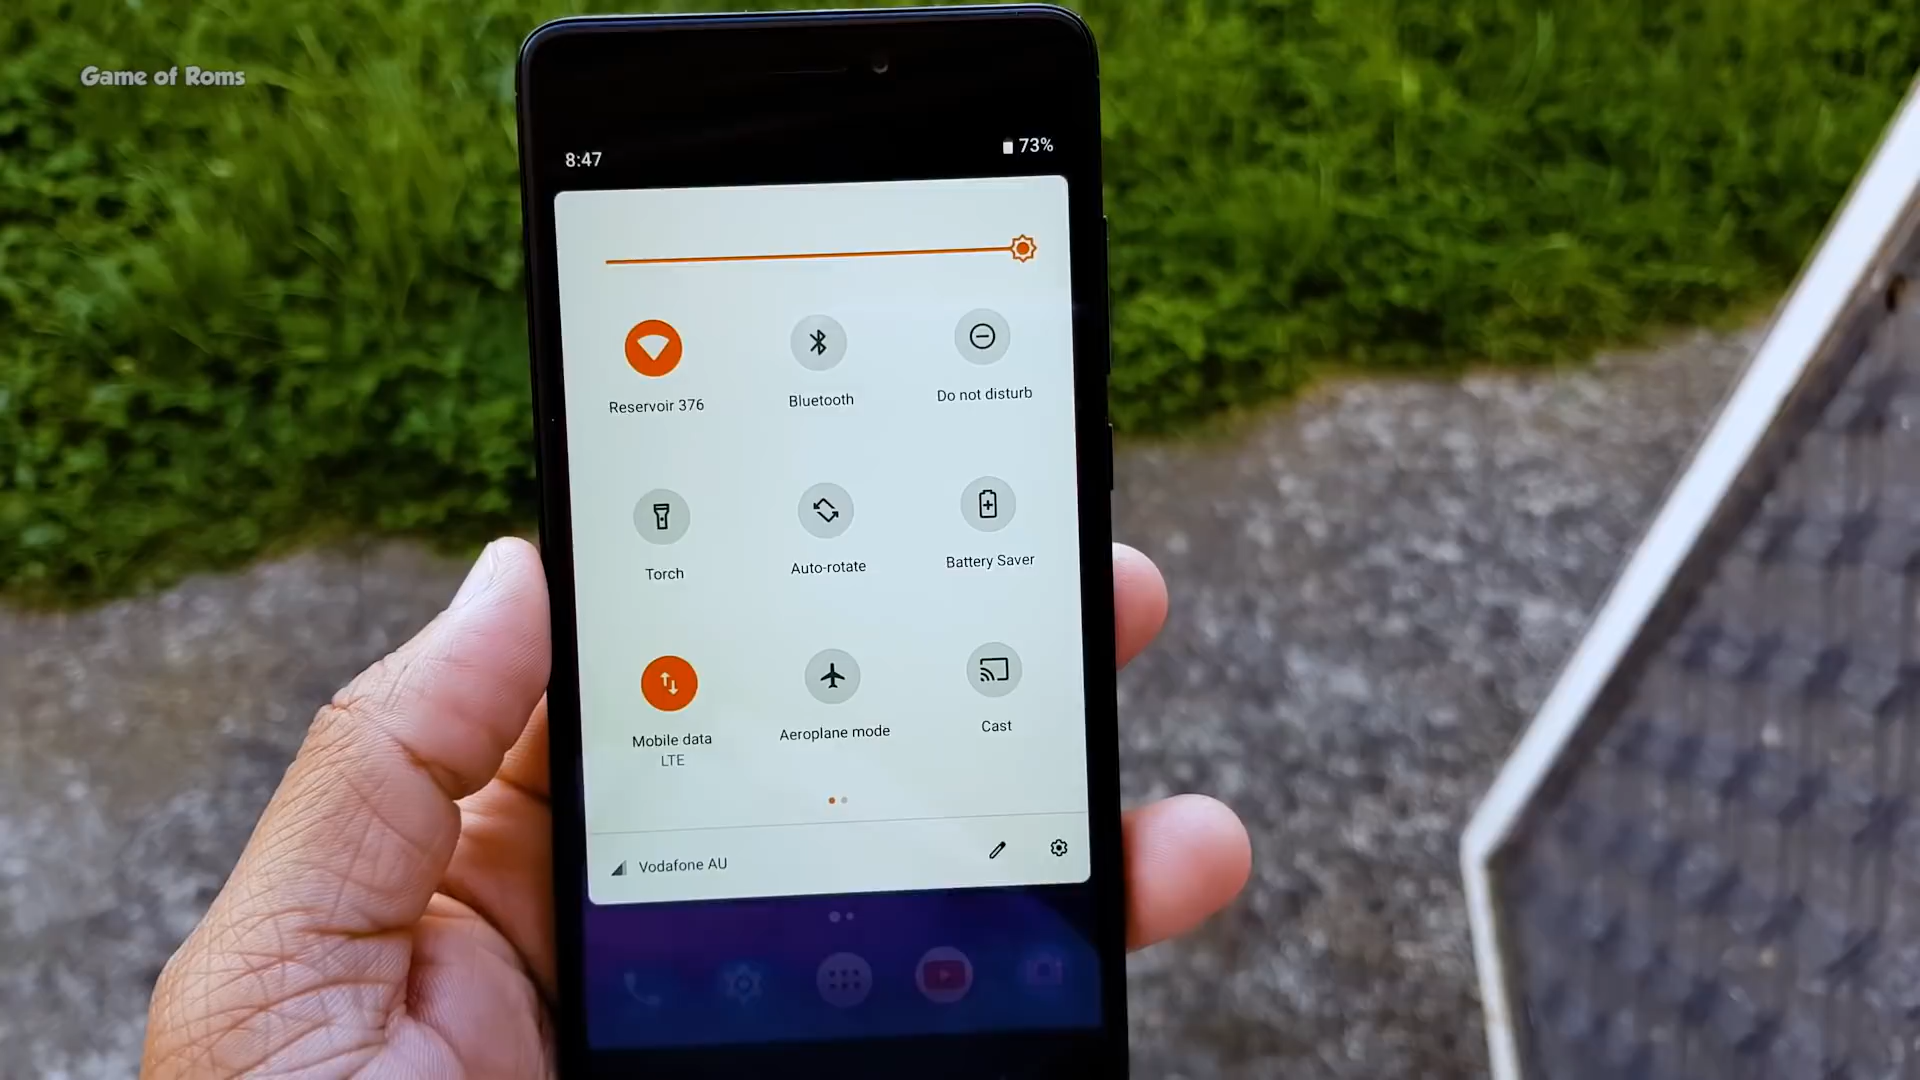 Game of Roms
8:47
73%
Reservoir 376
Bluetooth
Do not disturb
Torch
Auto-rotate
Battery Saver
Mobile data
LTE
Aeroplane mode
Cast
Vodafone AU